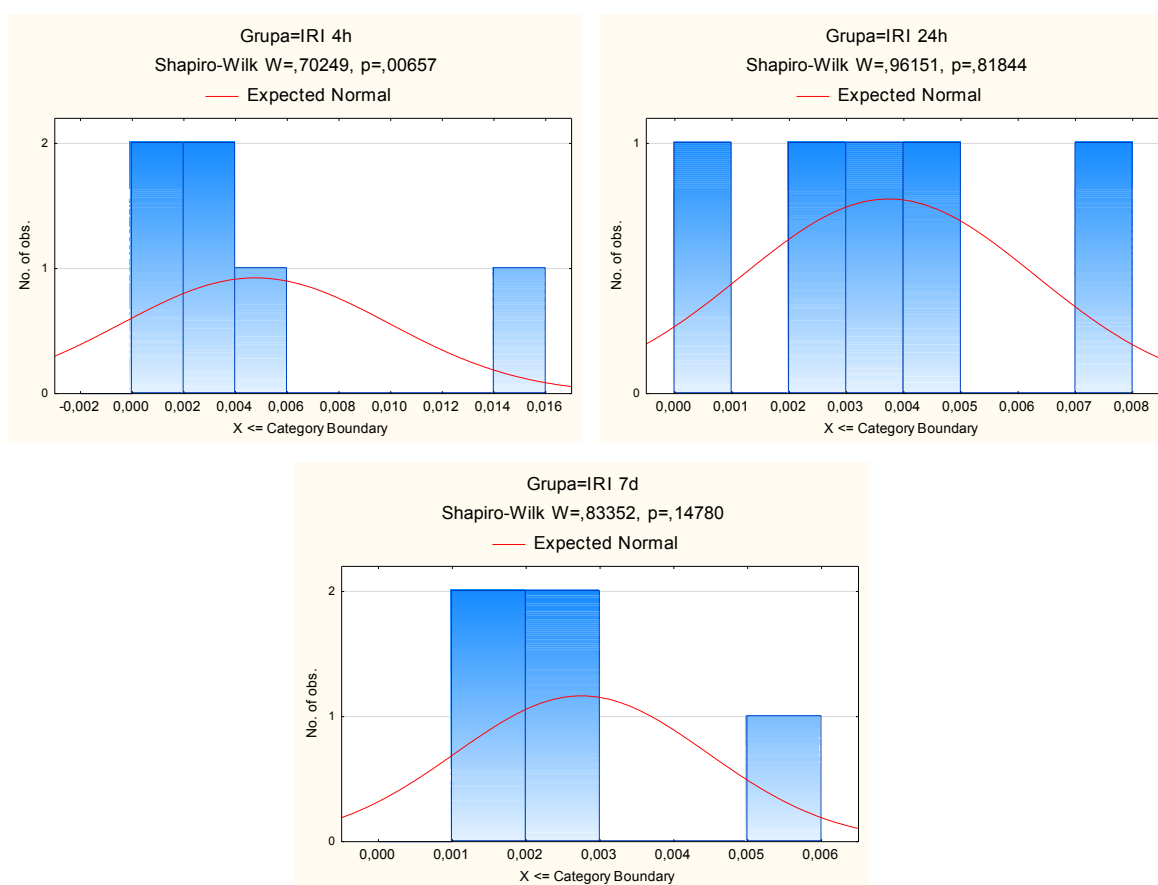 Grupa=IRI 4h
Shapiro-Wilk W=,70249, p=,00657
Expected Normal
No. of obs.
2
1
0
-0,002 0,000 0,002 0,004 0,006 0,008 0,010 0,012 0,014 0,016
X <= Category Boundary
Grupa=IRI 24h
Shapiro-Wilk W=,96151, p=,81844
Expected Normal
No. of obs.
1
0
0,000 0,001 0,002 0,003 0,004 0,005 0,006 0,007 0,008
X <= Category Boundary
Grupa=IRI 7d
Shapiro-Wilk W=,83352, p=,14780
Expected Normal
No. of obs.
2
1
0
0,000 0,001 0,002 0,003 0,004 0,005 0,006
X <= Category Boundary